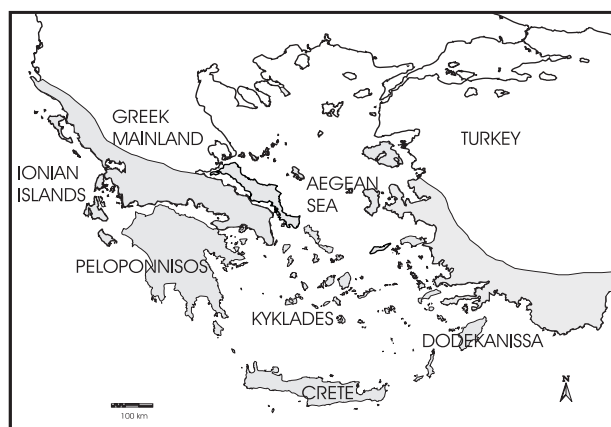 GREEK
MAINLAND
TURKEY
IONIAN
ISLANDS
AEGEAN
SEA
PELOPONNISOS
KYKLADES
DODEKANISSA
CRETE
N
100 km